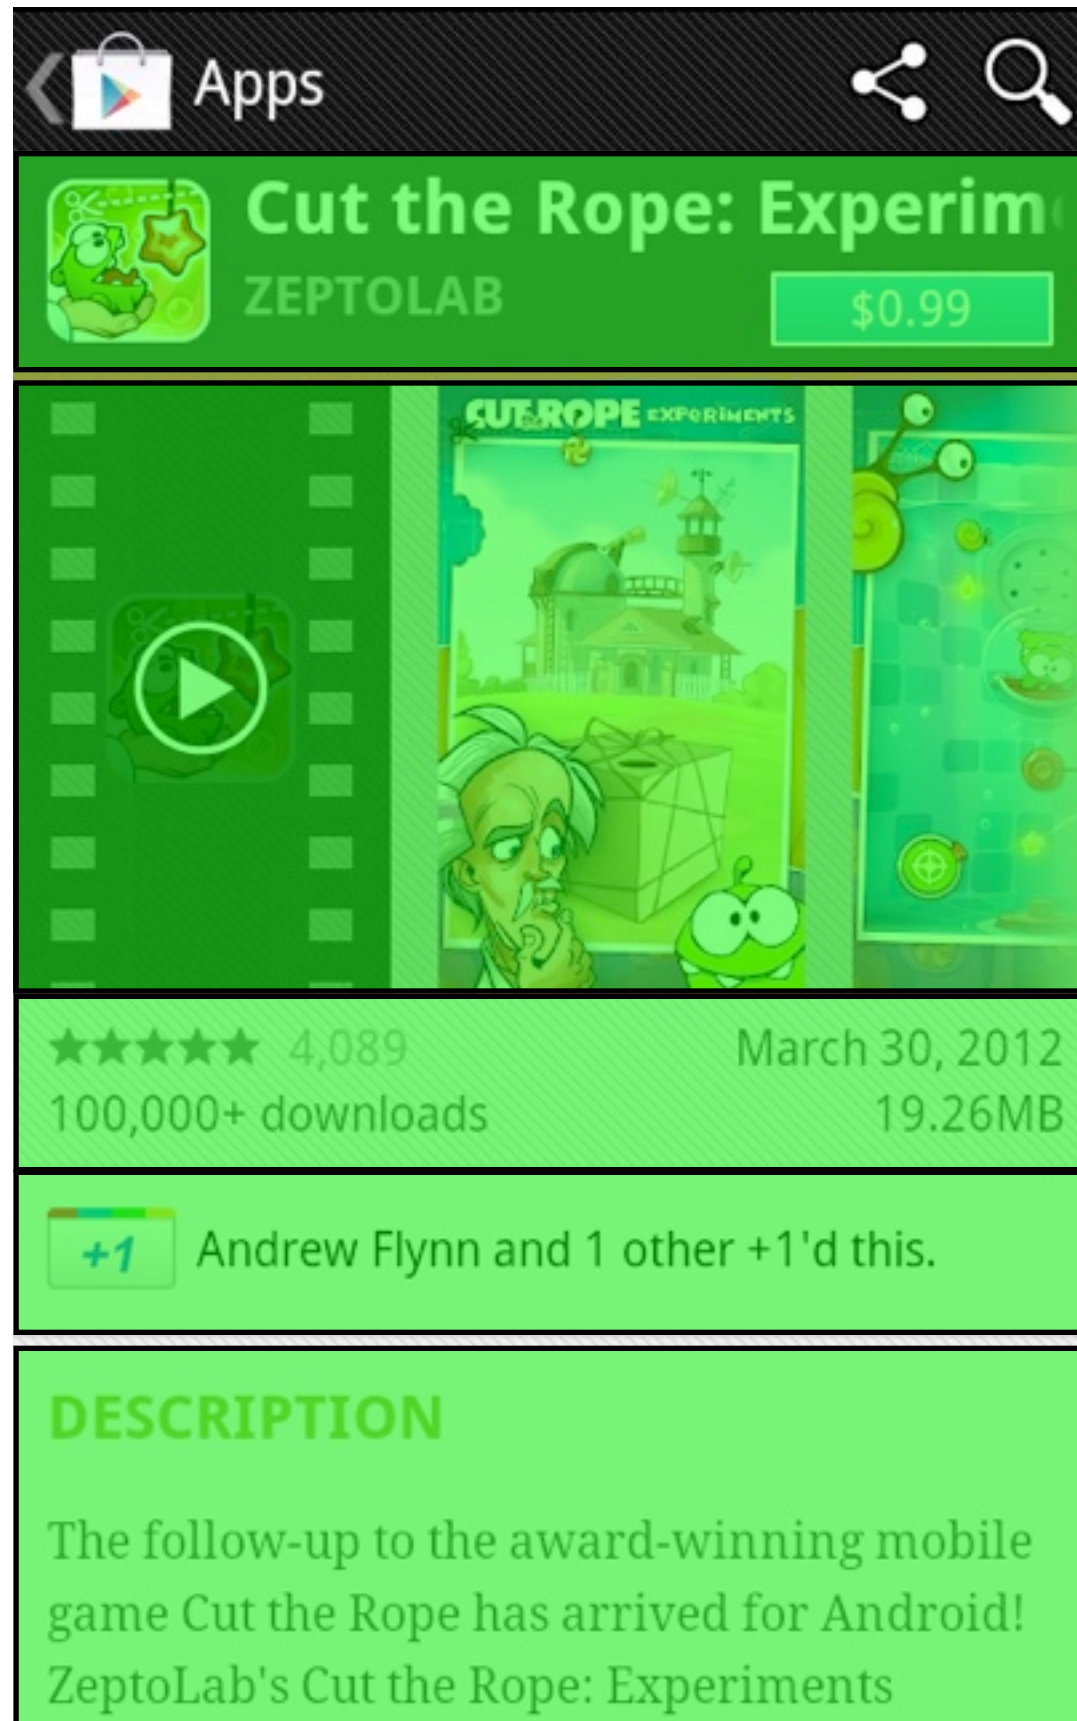 Apps
Cut the Rope: Experim
ZEPTOLAB
$0.99
CUT the ROPE EXPERIMENTS
★★★★★ 4,089
March 30, 2012
100,000+ downloads
19.26MB
+1 Andrew Flynn and 1 other +1'd this.
DESCRIPTION
The follow-up to the award-winning mobile
game Cut the Rope has arrived for Android!
ZeptoLab's Cut the Rope: Experiments